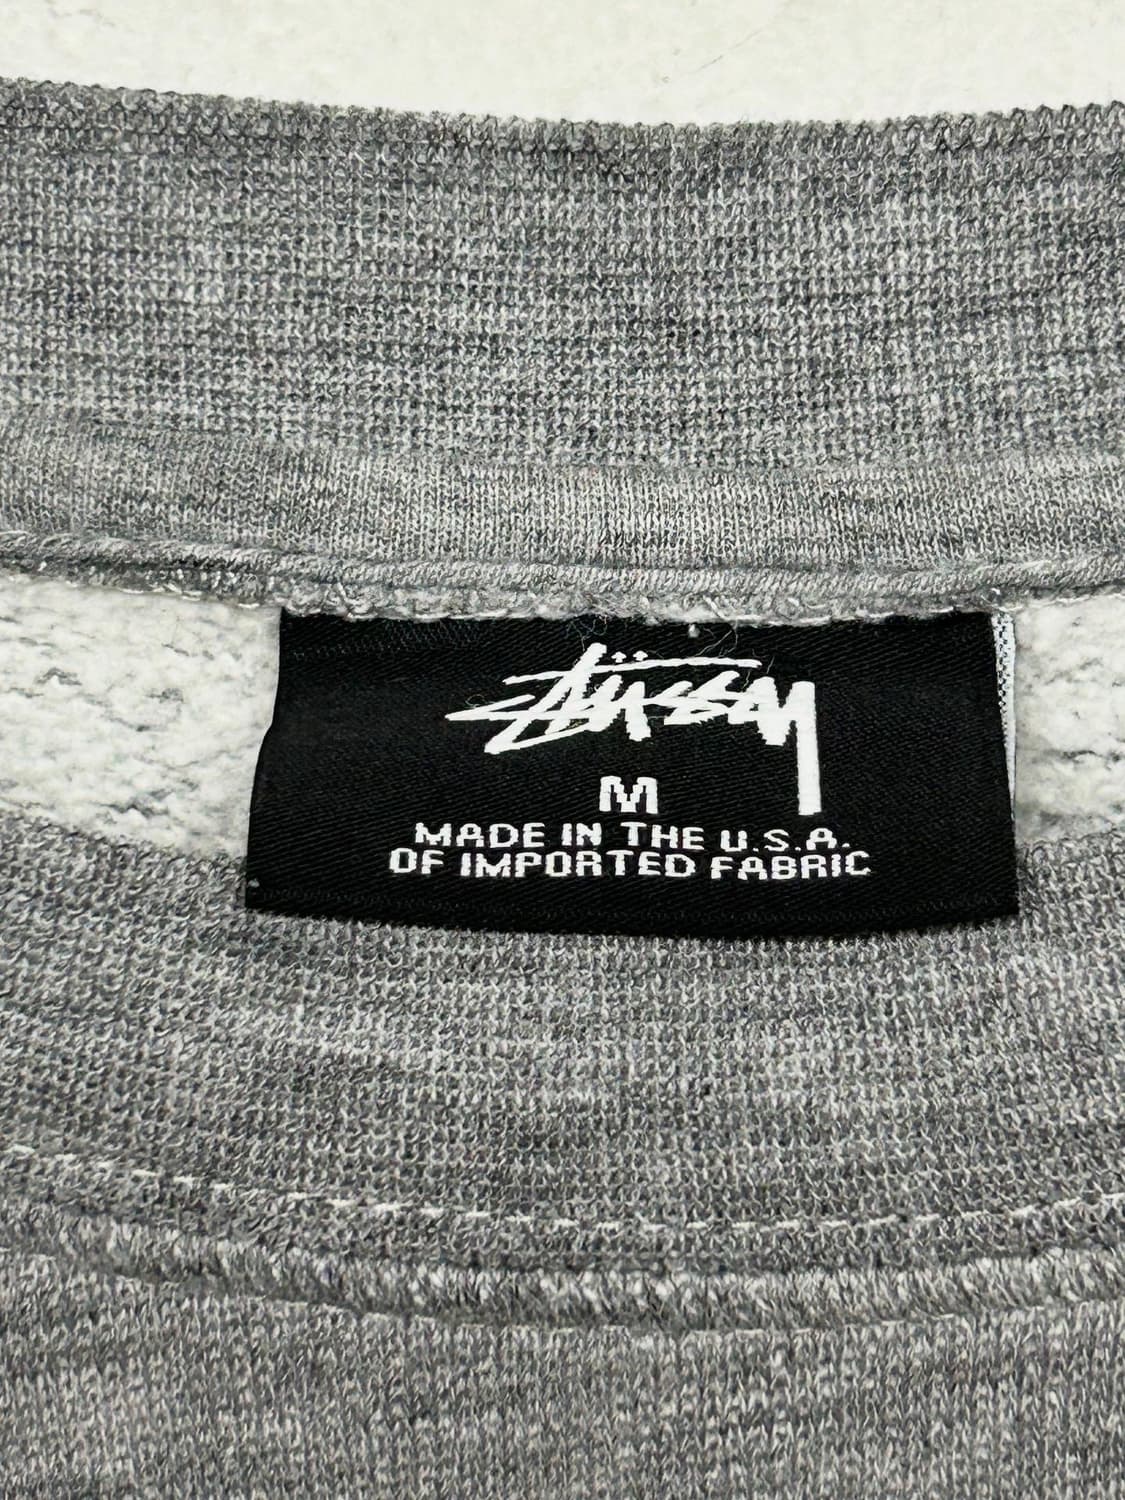 Stüssy
M
MADE IN THE U.S.A.
OF IMPORTED FABRIC